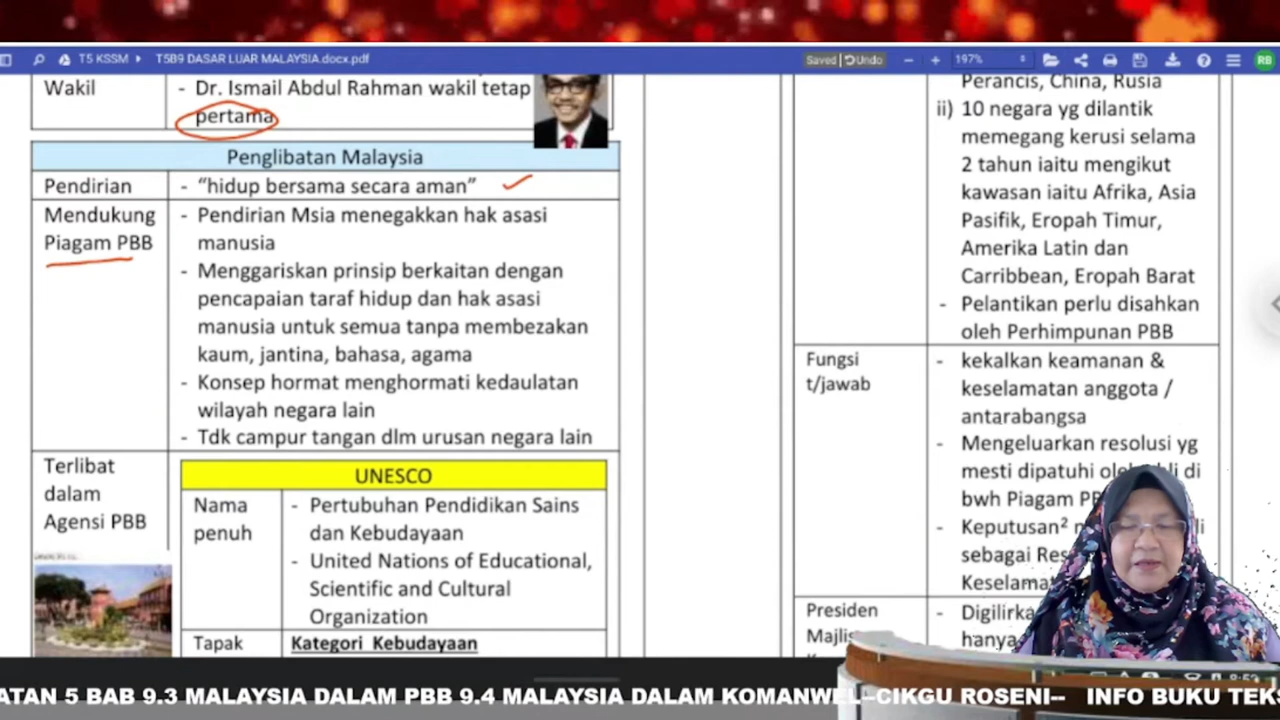 T5 KSSM ▸ T5B9 DASAR LUAR MALAYSIA.docx.pdf
Saved Undo
197%
RB
Wakil
- Dr. Ismail Abdul Rahman wakil tetap
pertama
Penglibatan Malaysia
Pendirian
- “hidup bersama secara aman”
Mendukung
Piagam PBB
- Pendirian Msia menegakkan hak asasi
manusia
- Menggariskan prinsip berkaitan dengan
pencapaian taraf hidup dan hak asasi
manusia untuk semua tanpa membezakan
kaum, jantina, bahasa, agama
- Konsep hormat menghormati kedaulatan
wilayah negara lain
- Tdk campur tangan dlm urusan negara lain
Terlibat
dalam
Agensi PBB
UNESCO
Nama
penuh
- Pertubuhan Pendidikan Sains
dan Kebudayaan
- United Nations of Educational,
Scientific and Cultural
Organization
Tapak
Kategori Kebudayaan
Perancis, China, Rusia
ii) 10 negara yg dilantik
memegang kerusi selama
2 tahun iaitu mengikut
kawasan iaitu Afrika, Asia
Pasifik, Eropah Timur,
Amerika Latin dan
Carribbean, Eropah Barat
- Pelantikan perlu disahkan
oleh Perhimpunan PBB
Fungsi
t/jawab
- kekalkan keamanan &
keselamatan anggota /
antarabangsa
- Mengeluarkan resolusi yg
mesti dipatuhi di
bwh Piagam
- Keputusan²
sebagai
Presiden
- hanya
ATAN 5 BAB 9.3 MALAYSIA DALAM PBB 9.4 MALAYSIA DALAM KOMANWEL--CIKGU ROSENI-- INFO BUKU TEKS